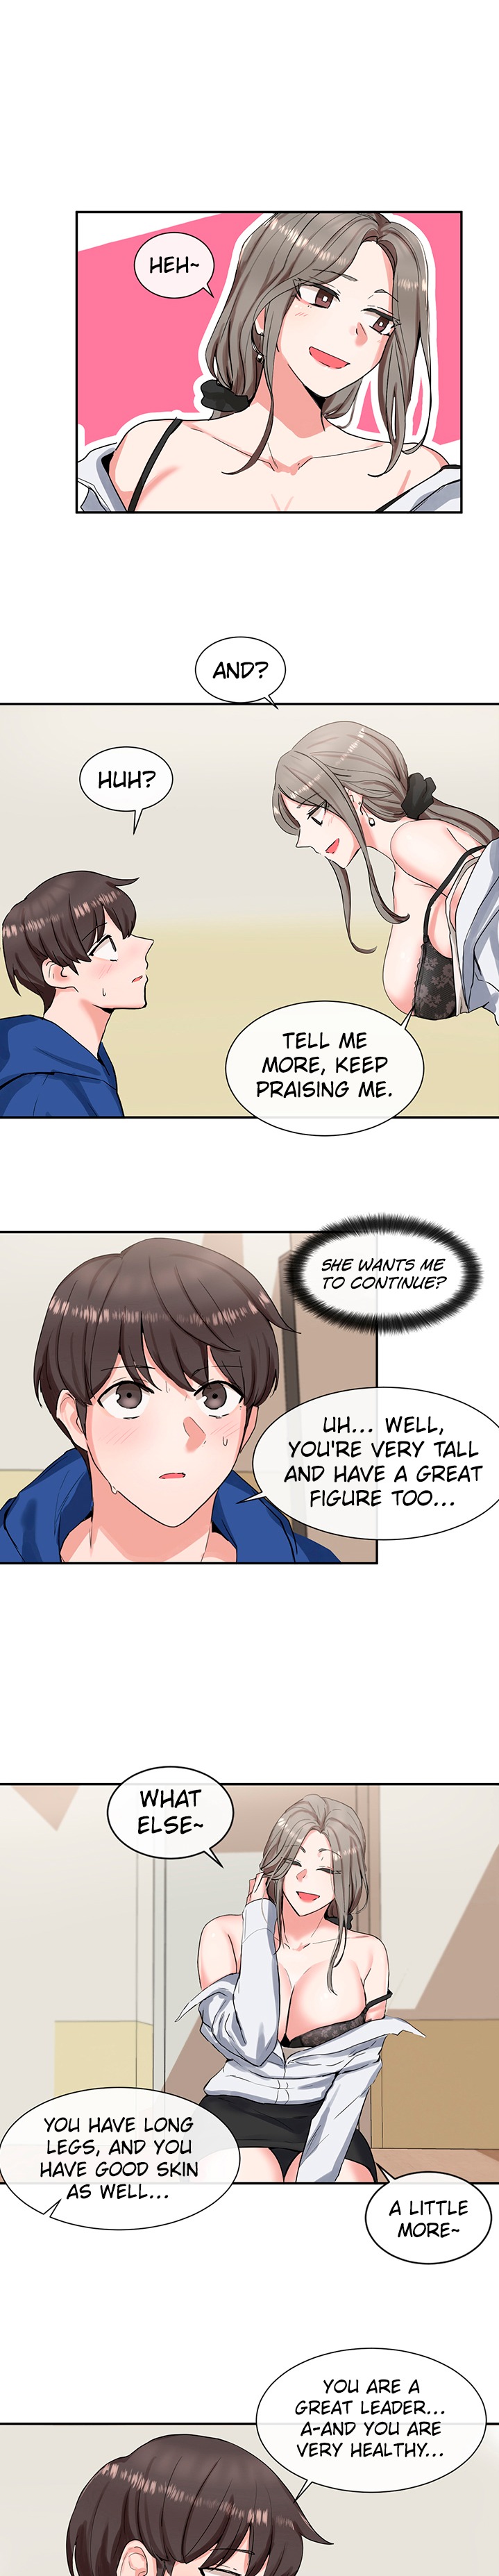 HEH~
AND?
HUH?
TELL ME
MORE, KEEP
PRAISING ME.
SHE WANTS ME
TO CONTINUE?
UH... WELL,
YOU'RE VERY TALL
AND HAVE A GREAT
FIGURE TOO...
WHAT
ELSE~
YOU HAVE LONG
LEGS, AND YOU
HAVE GOOD SKIN
AS WELL...
A LITTLE
MORE~
YOU ARE A
GREAT LEADER...
A-AND YOU ARE
VERY HEALTHY...